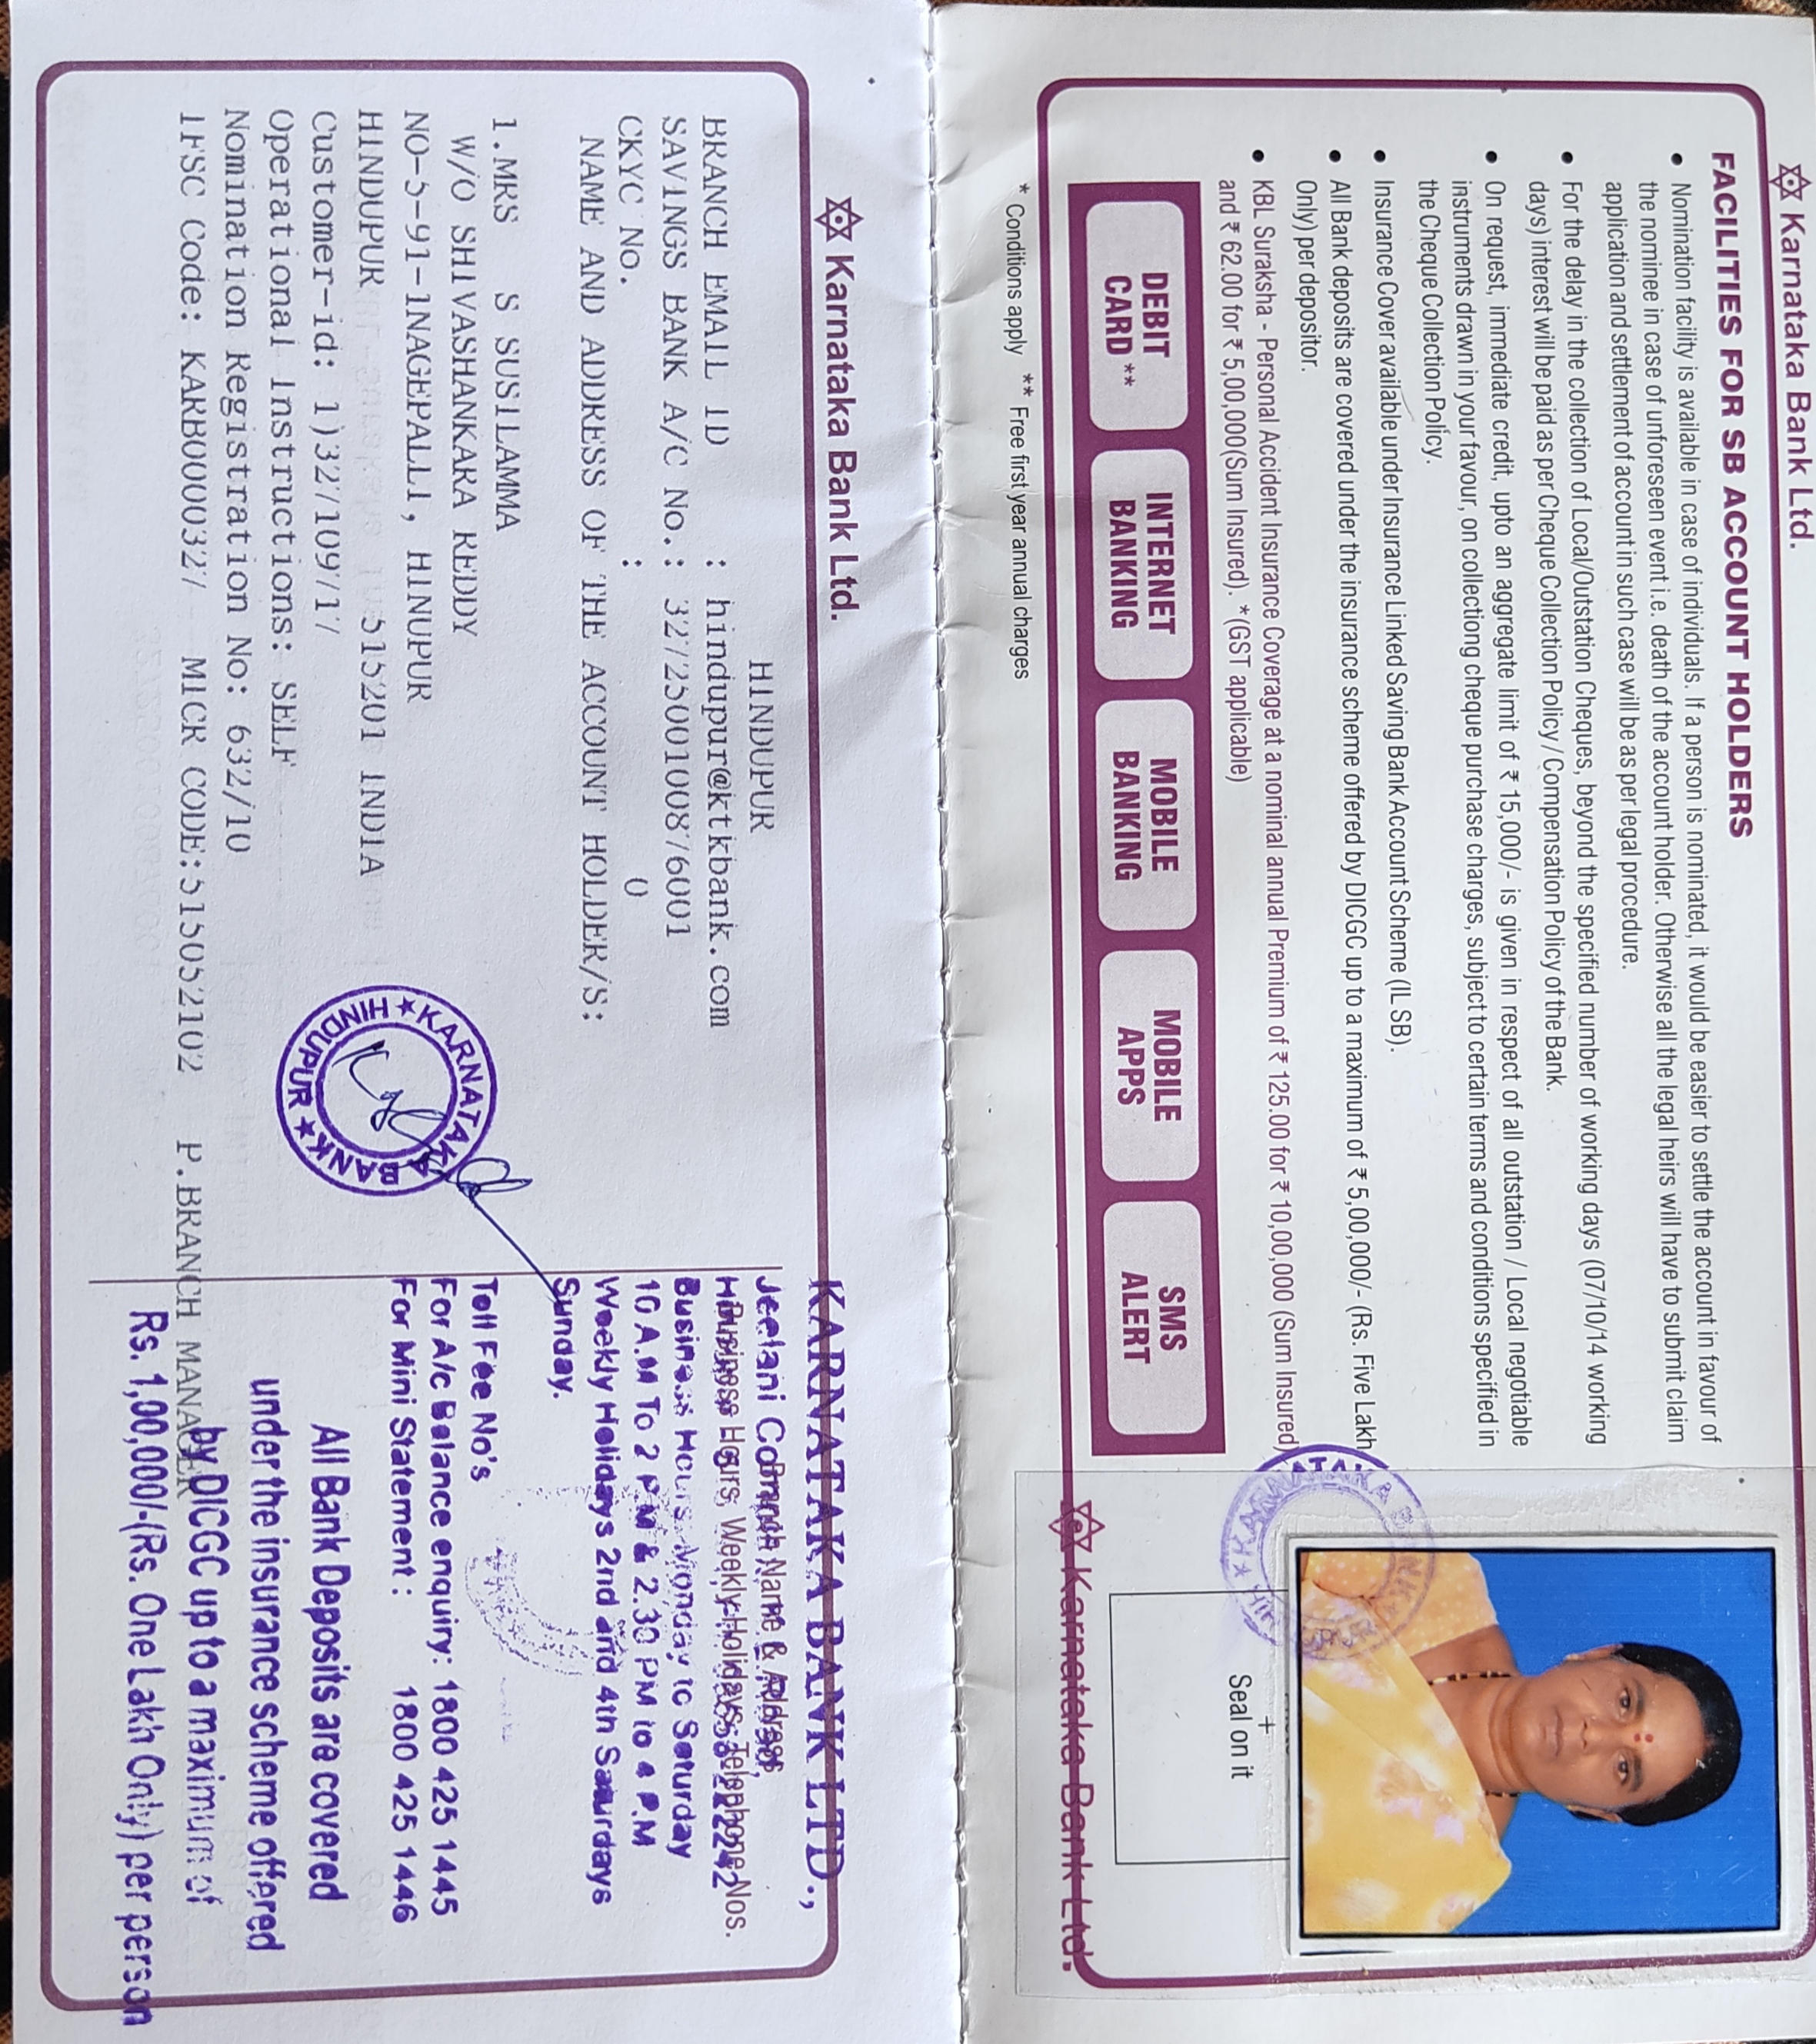 Karnataka Bank Ltd.
FACILITIES FOR SB ACCOUNT HOLDERS
• Nomination facility is available in case of individuals. If a person is nominated, it would be easier to settle the account in favour of
the nominee in case of unforeseen event i.e. death of the account holder. Otherwise all the legal heirs will have to submit claim
application and settlement of account in such case will be as per legal procedure.
• For the delay in the collection of Local/Outstation Cheques, beyond the specified number of working days (07/10/14 working
days) interest will be paid as per Cheque Collection Policy / Compensation Policy of the Bank.
• On request, immediate credit, upto an aggregate limit of ₹ 15,000/- is given in respect of all outstation / Local negotiable
instruments drawn in your favour, on collectiong cheque purchase charges, subject to certain terms and conditions specified in
the Cheque Collection Policy.
• Insurance Cover available under Insurance Linked Saving Bank Account Scheme (ILSB).
• All Bank deposits are covered under the insurance scheme offered by DICGC up to a maximum of ₹ 5,00,000/- (Rs. Five Lakh
Only) per depositor.
• KBL Suraksha - Personal Accident Insurance Coverage at a nominal annual Premium of ₹ 125.00 for ₹ 10,00,000 (Sum Insured)
and ₹ 62.00 for ₹ 5,00,000(Sum Insured). *(GST applicable)
DEBIT CARD **
INTERNET BANKING
MOBILE BANKING
MOBILE APPS
SMS ALERT
* Conditions apply ** Free first year annual charges
+
Seal on it
Karnataka Bank Ltd.
Karnataka Bank Ltd.
HINDUPUR
BRANCH EMAIL ID : hindupur@ktkbank.com
SAVINGS BANK A/C No.: 3272500100876001
CKYC No. : 0
NAME AND ADDRESS OF THE ACCOUNT HOLDER/S:
1.MRS S SUSILAMMA
W/O SHIVASHANKARA REDDY
NO-5-91-1NAGEPALLI, HINUPUR
HINDUPUR 515201 INDIA
Customer-id: 132710917
Operational Instructions: SELF
Nomination Registration No: 632/10
IFSC Code: KARB0000327 MICR CODE:515052102 P.BRANCH MANAGER
★ KARNATAKA BANK ★ HINDUPUR
KARNATAKA BANK LTD.,
Branch Name & Address
Business Hours, Weekly Holidays, Telephone Nos.
Business Hours Monday to Saturday
10 A.M To 2 P M & 2.30 PM to 4 P.M
Weekly Holidays 2nd and 4th Saturdays
Sunday.
Toll Fee No's
For A/c Balance enquiry: 1800 425 1445
For Mini Statement : 1800 425 1446
All Bank Deposits are covered
under the insurance scheme offered
by DICGC up to a maximum of
Rs. 1,00,000/-(Rs. One Lakh Only) per person